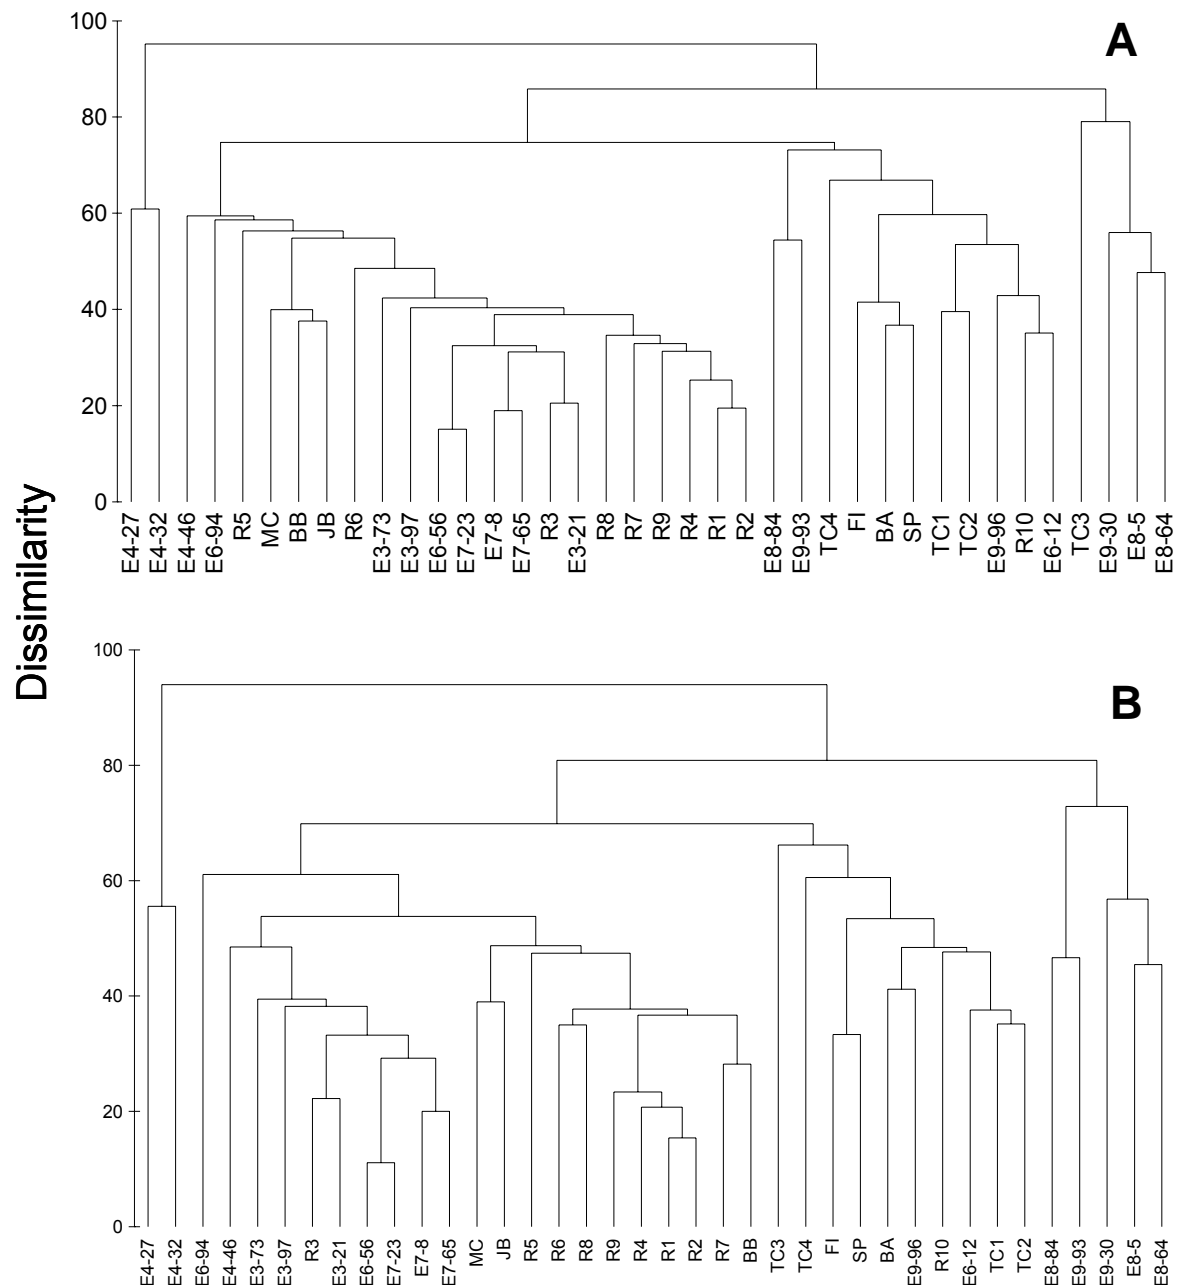 A
100
80
60
40
20
0
E4-27 E4-32 E4-46 E6-94 R5 MC BB JB R6 E3-73 E3-97 E6-56 E7-23 E7-8 E7-65 R3 E3-21 R8 R7 R9 R4 R1 R2 E8-84 E9-93 TC4 FI BA SP TC1 TC2 E9-96 R10 E6-12 TC3 E9-30 E8-5 E8-64
Dissimilarity
B
100
80
60
40
20
0
E4-27 E4-32 E6-94 E4-46 E3-73 E3-97 R3 E3-21 E6-56 E7-23 E7-8 E7-65 MC JB R5 R6 R8 R9 R4 R1 R2 R7 BB TC3 TC4 FI SP BA E9-96 R10 E6-12 TC1 TC2 E8-84 E9-93 E9-30 E8-5 E8-64